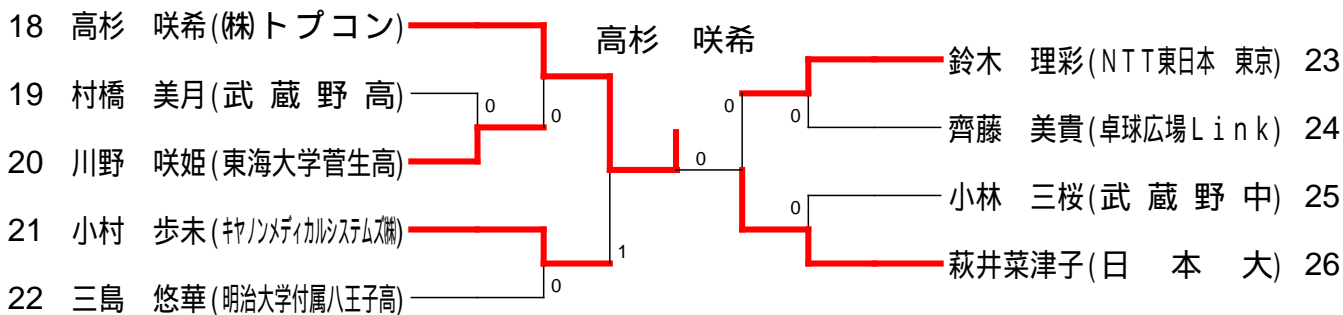 18 高杉 咲希(㈱トプコン)
19 村橋 美月(武蔵野高)
20 川野 咲姫(東海大学菅生高)
21 小村 歩未(キヤノンメディカルシステムズ㈱)
22 三島 悠華(明治大学付属八王子高)
0
0
1
0
高杉 咲希
0
0
0
0
鈴木 理彩(NTT東日本 東京) 23
齊藤 美貴(卓球広場Link) 24
小林 三桜(武蔵野中) 25
萩井菜津子(日本大) 26